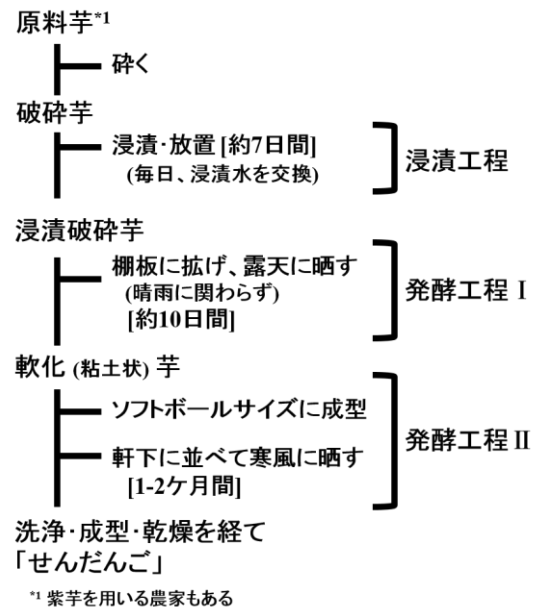 原料芋*1
砕く
破砕芋
浸漬・放置 [約7日間]
(毎日、浸漬水を交換)
浸漬工程
浸漬破砕芋
棚板に拡げ、露天に晒す
(晴雨に関わらず)
[約10日間]
発酵工程 I
軟化 (粘土状) 芋
ソフトボールサイズに成型
軒下に並べて寒風に晒す
[1-2ケ月間]
発酵工程 II
洗浄・成型・乾燥を経て
「せんだんご」
*1 紫芋を用いる農家もある